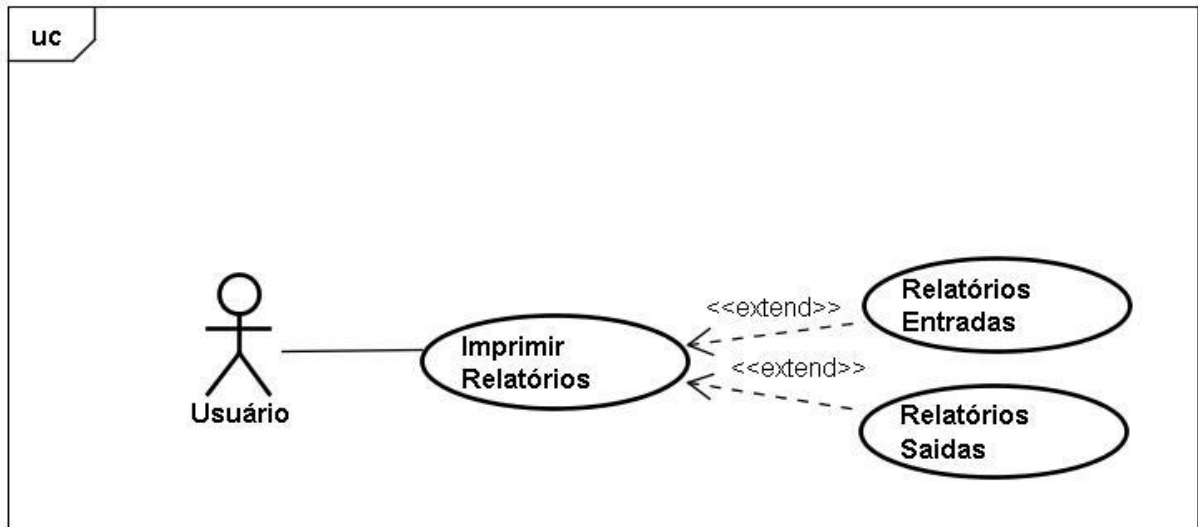 uc
Usuário
Imprimir
Relatórios
<<extend>>
<<extend>>
Relatórios
Entradas
Relatórios
Saidas